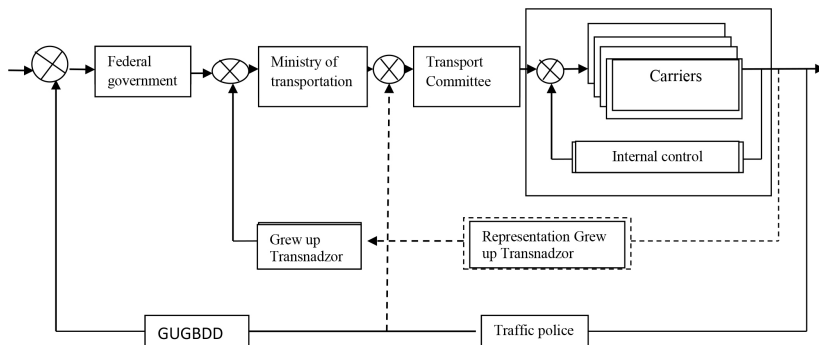 Federal
government
Ministry of
transportation
Transport
Committee
Carriers
Internal control
Grew up
Transnadzor
Representation Grew
up Transnadzor
GUGBDD
Traffic police